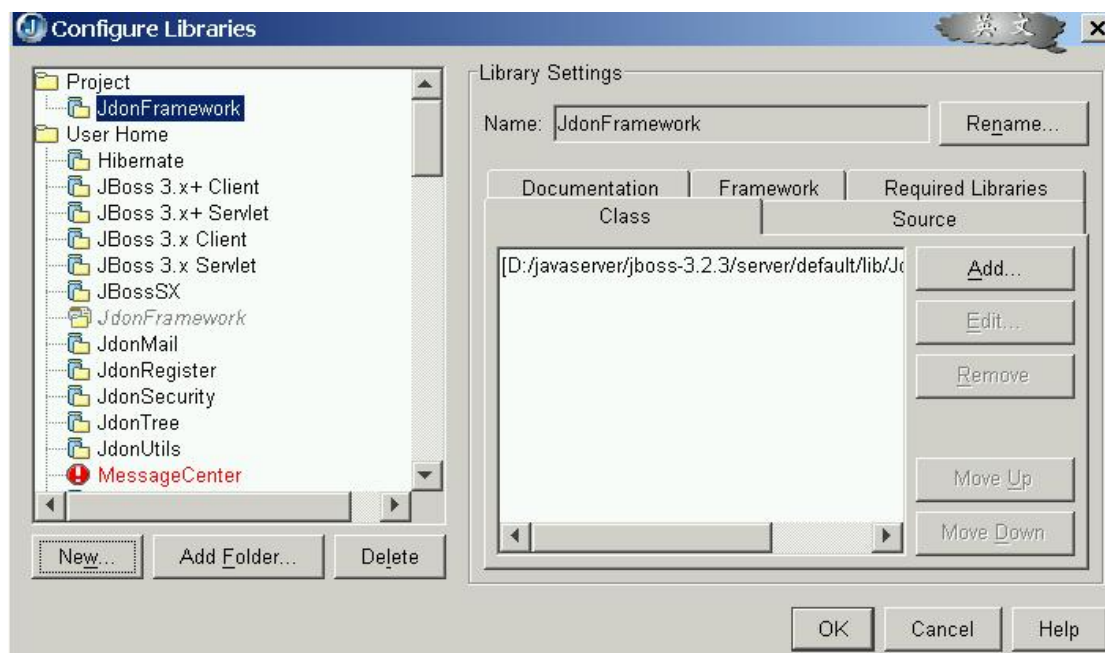 Configure Libraries
英 文
Project
JdonFramework
User Home
Hibernate
JBoss 3.x+ Client
JBoss 3.x+ Servlet
JBoss 3.x Client
JBoss 3.x Servlet
JBossSX
JdonFramework
JdonMail
JdonRegister
JdonSecurity
JdonTree
JdonUtils
MessageCenter
New...
Add Folder...
Delete
Library Settings
Name: JdonFramework
Rename...
Documentation
Framework
Required Libraries
Class
Source
[D:/javaserver/jboss-3.2.3/server/default/lib/Jd
Add...
Edit...
Remove
Move Up
Move Down
OK
Cancel
Help